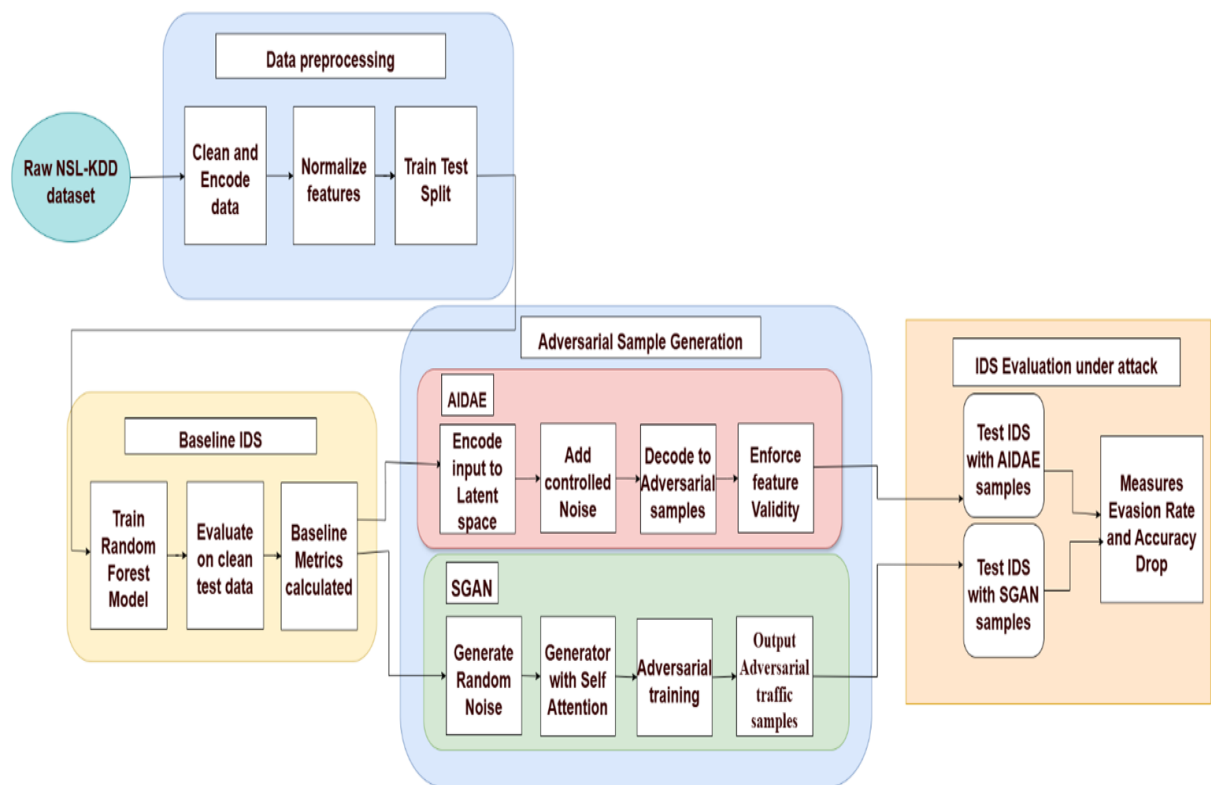 Data preprocessing
Raw NSL-KDD
dataset
Clean and
Encode
data
Normalize
features
Train Test
Split
Adversarial Sample Generation
IDS Evaluation under attack
Baseline IDS
AIDAE
Encode
input to
Latent
space
Add
controlled
Noise
Decode to
Adversarial
samples
Enforce
feature
Validity
Test IDS
with AIDAE
samples
Measures
Evasion Rate
and Accuracy
Drop
Train
Random
Forest
Model
Evaluate
on clean
test data
Baseline
Metrics
calculated
Test IDS
with SGAN
samples
SGAN
Generate
Random
Noise
Generator
with Self
Attention
Adversarial
training
Output
Adversarial
traffic
samples